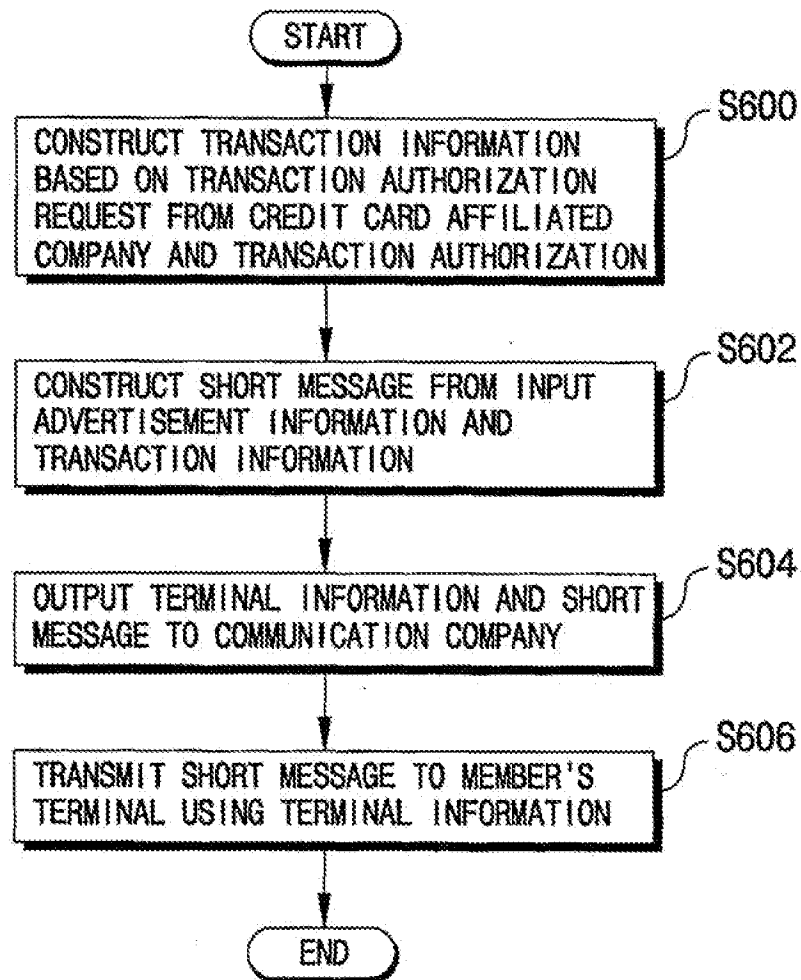 START
S600
CONSTRUCT TRANSACTION INFORMATION
BASED ON TRANSACTION AUTHORIZATION
REQUEST FROM CREDIT CARD AFFILIATED
COMPANY AND TRANSACTION AUTHORIZATION
S602
CONSTRUCT SHORT MESSAGE FROM INPUT
ADVERTISEMENT INFORMATION AND
TRANSACTION INFORMATION
S604
OUTPUT TERMINAL INFORMATION AND SHORT
MESSAGE TO COMMUNICATION COMPANY
S606
TRANSMIT SHORT MESSAGE TO MEMBER'S
TERMINAL USING TERMINAL INFORMATION
END